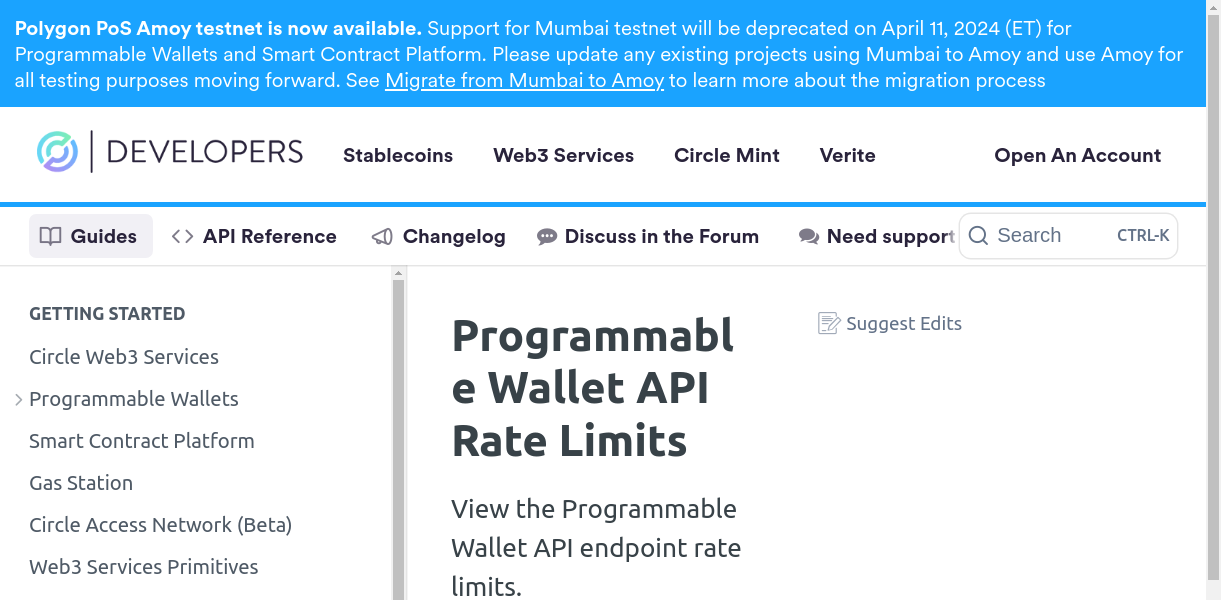 Polygon PoS Amoy testnet is now available. Support for Mumbai testnet will be deprecated on April 11, 2024 (ET) for
Programmable Wallets and Smart Contract Platform. Please update any existing projects using Mumbai to Amoy and use Amoy for
all testing purposes moving forward. See Migrate from Mumbai to Amoy to learn more about the migration process
DEVELOPERS
Stablecoins
Web3 Services
Circle Mint
Verite
Open An Account
Guides
API Reference
Changelog
Discuss in the Forum
Need support
Search
CTRL-K
GETTING STARTED
Circle Web3 Services
Programmable Wallets
Smart Contract Platform
Gas Station
Circle Access Network (Beta)
Web3 Services Primitives
Programmabl
e Wallet API
Rate Limits
Suggest Edits
View the Programmable
Wallet API endpoint rate
limits.